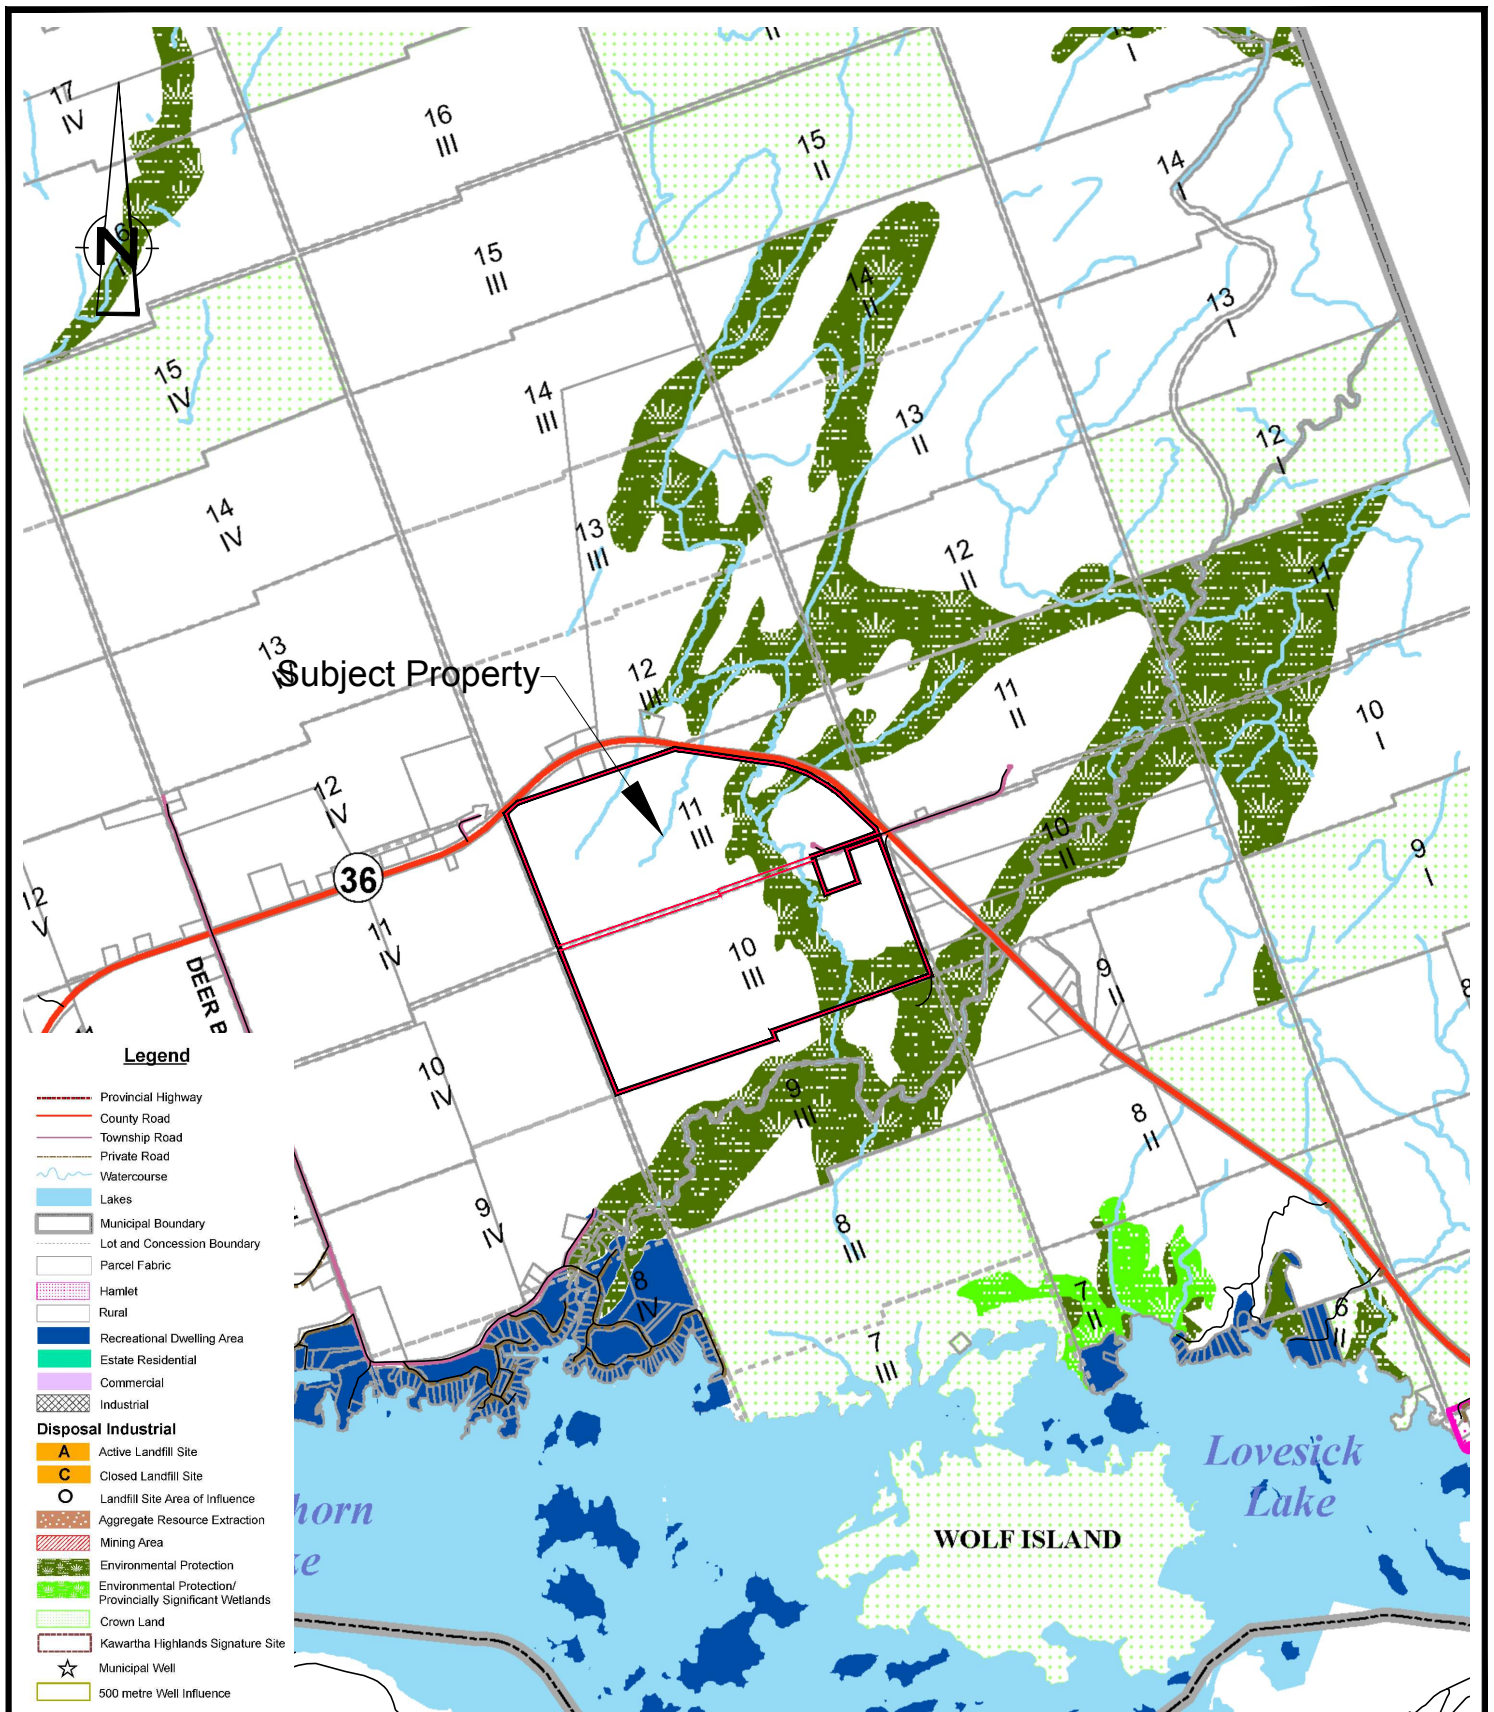 II
I
17
IV
16
III
15
II
14
I
N
6
15
III
14
II
13
I
15
IV
14
III
13
II
12
I
14
IV
13
III
12
II
11
I
13
Subject Property
12
III
11
II
10
I
12
IV
11
III
10
II
9
I
36
12
V
11
IV
10
III
9
II
8
DEER B
10
IV
9
III
8
II
9
IV
8
III
8
IV
7
II
6
II
7
III
Legend
Provincial Highway
County Road
Township Road
Private Road
Watercourse
Lakes
Municipal Boundary
Lot and Concession Boundary
Parcel Fabric
Hamlet
Rural
Recreational Dwelling Area
Estate Residential
Commercial
Industrial
Disposal Industrial
A Active Landfill Site
C Closed Landfill Site
Landfill Site Area of Influence
Aggregate Resource Extraction
Mining Area
Environmental Protection
Environmental Protection/
Provincially Significant Wetlands
Crown Land
Kawartha Highlands Signature Site
Municipal Well
500 metre Well Influence
Lovesick
Lake
horn
ke
WOLF ISLAND